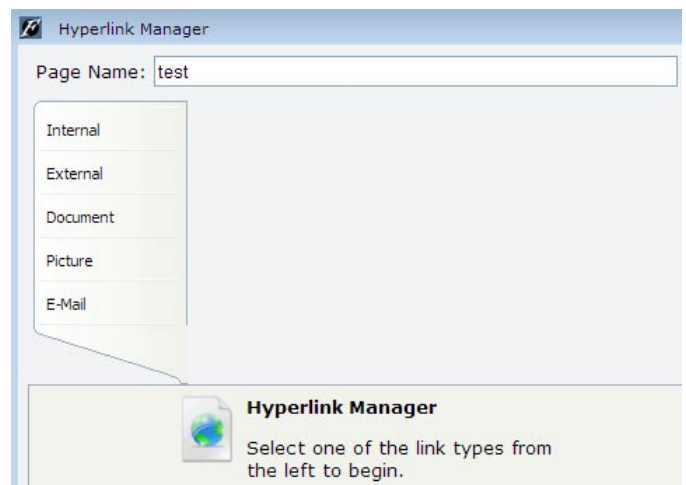 Hyperlink Manager
Page Name: test
Internal
External
Document
Picture
E-Mail
Hyperlink Manager
Select one of the link types from
the left to begin.